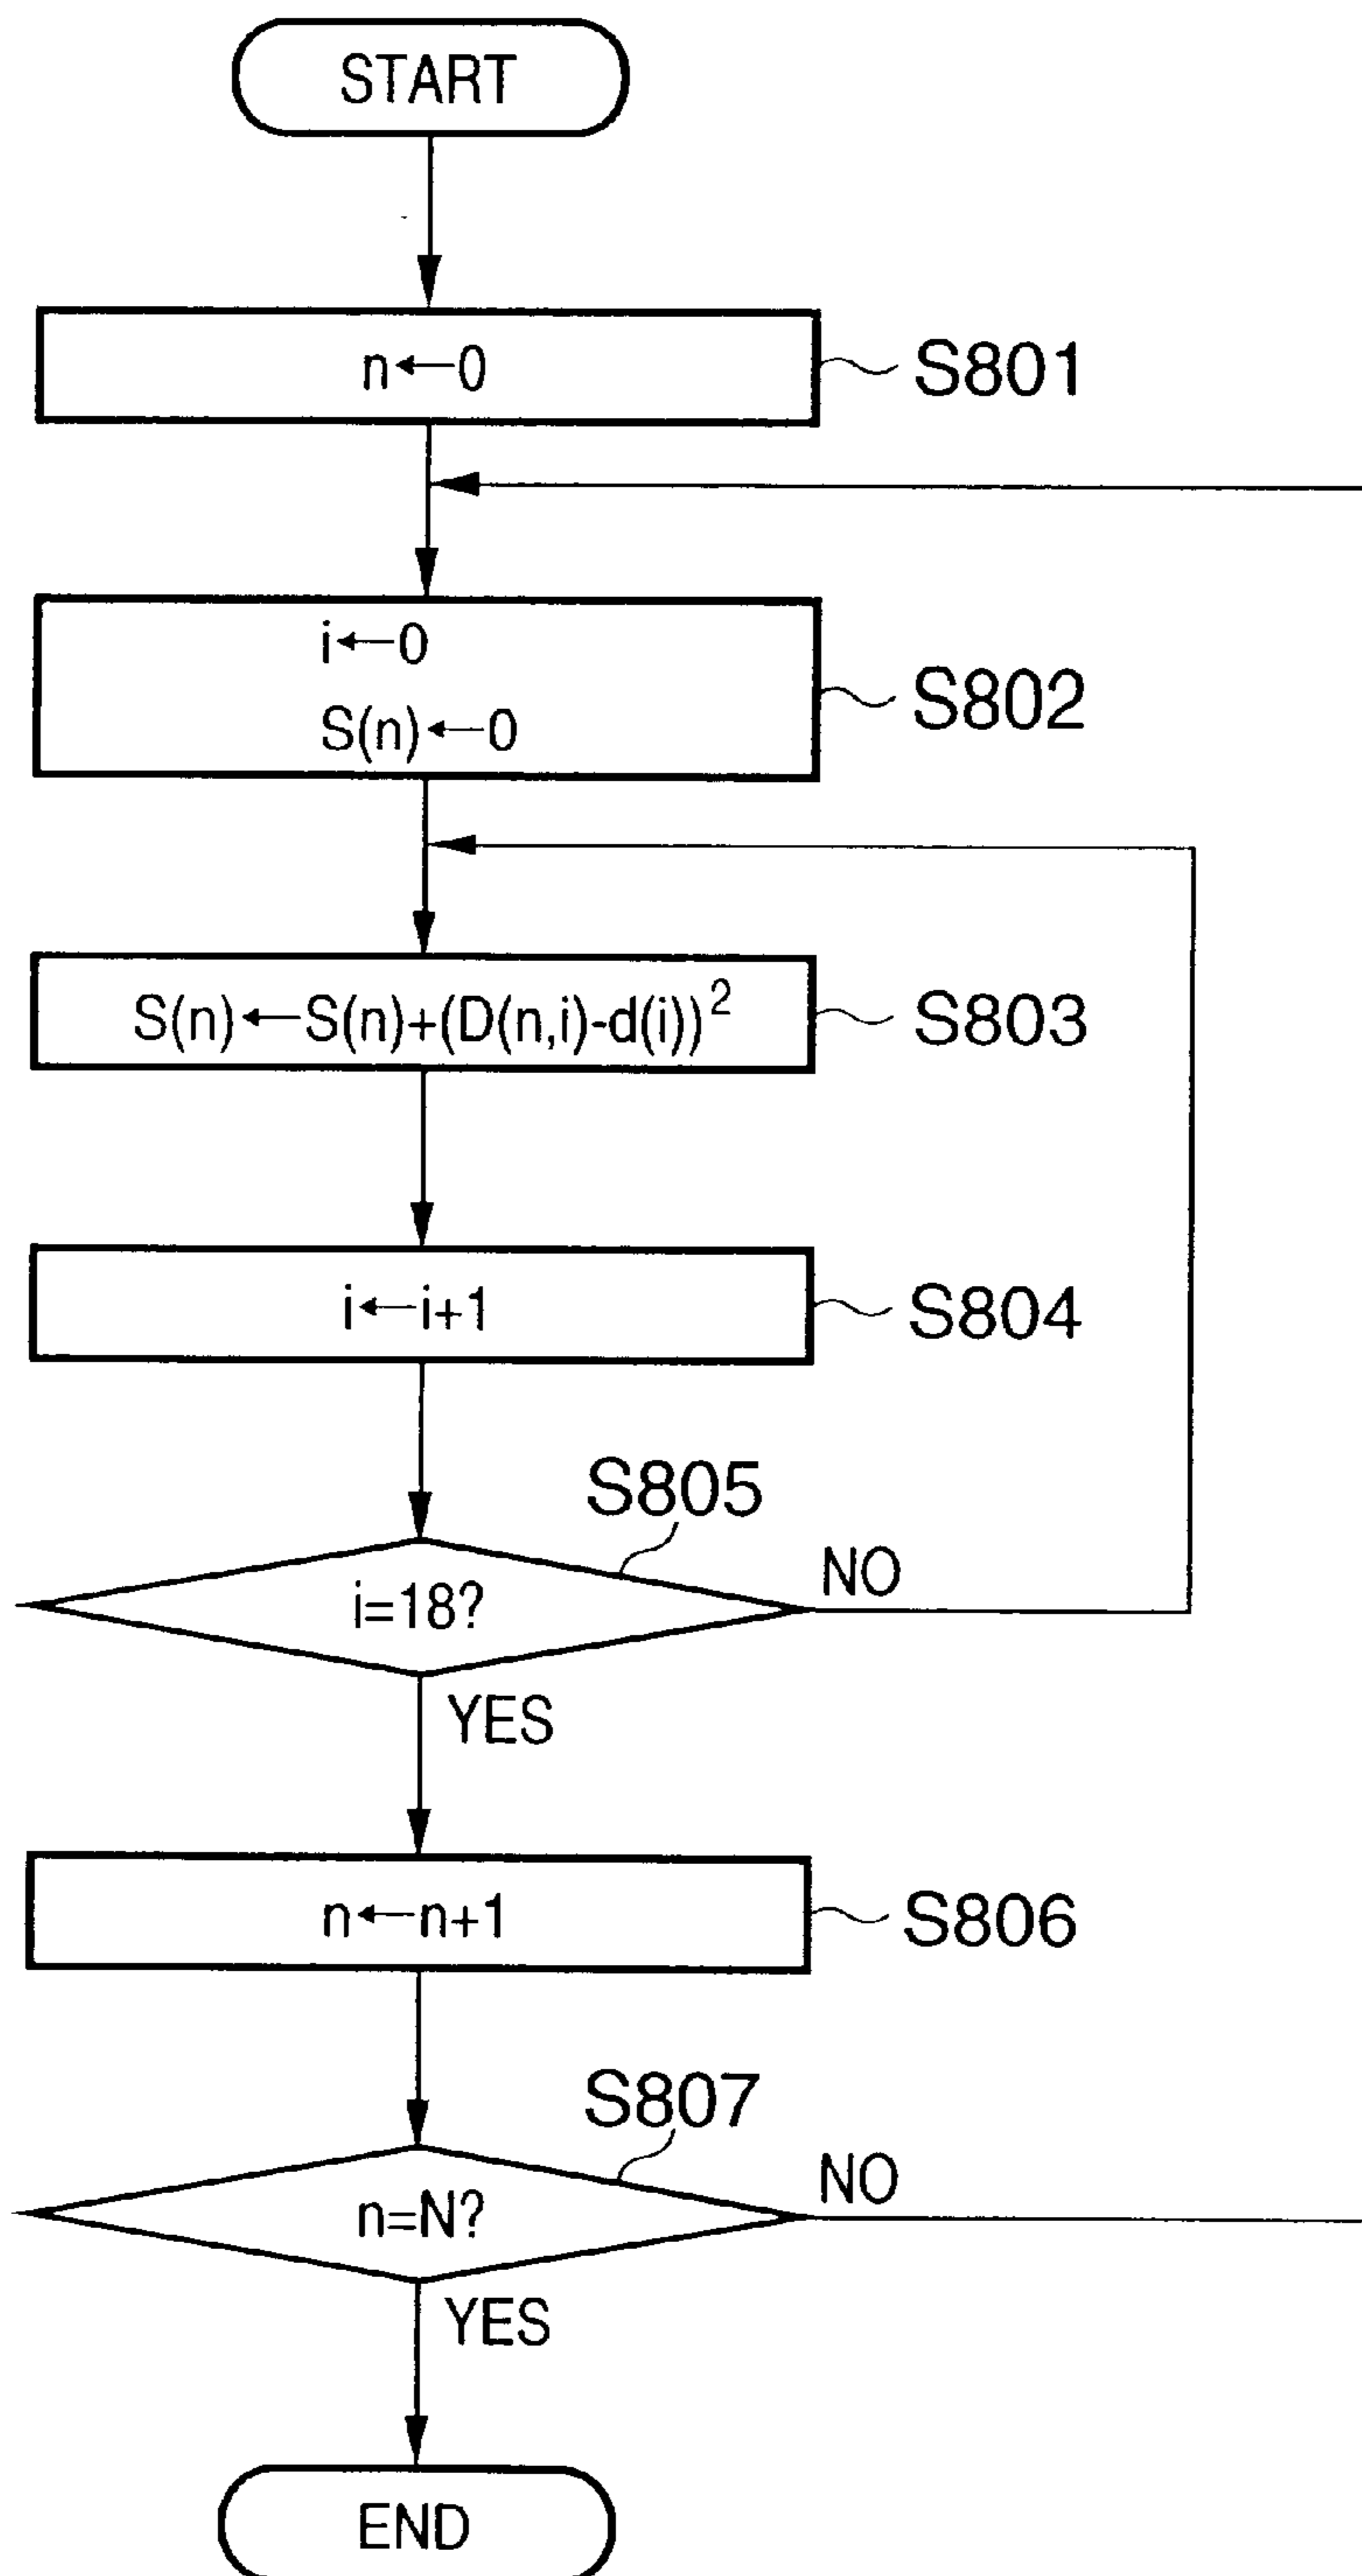 START
n←0
S801
i←0
S(n)←0
S802
S(n)←S(n)+(D(n,i)-d(i))²
S803
i←i+1
S804
S805
i=18?
NO
YES
n←n+1
S806
S807
n=N?
NO
YES
END